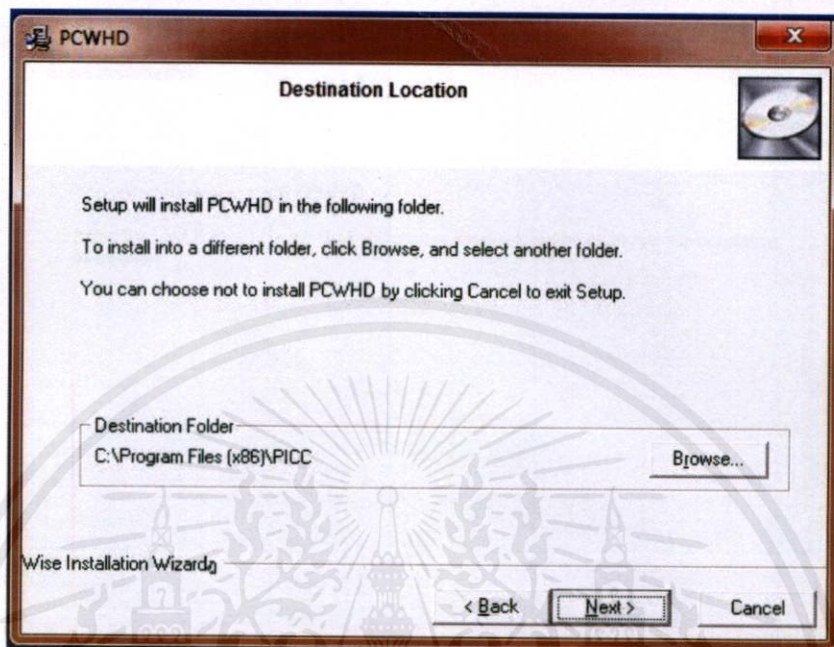 PCWHD
Destination Location
Setup will install PCWHD in the following folder.
To install into a different folder, click Browse, and select another folder.
You can choose not to install PCWHD by clicking Cancel to exit Setup.
Destination Folder
C:\Program Files (x86)\PICC
Browse...
Wise Installation Wizard
< Back
Next >
Cancel